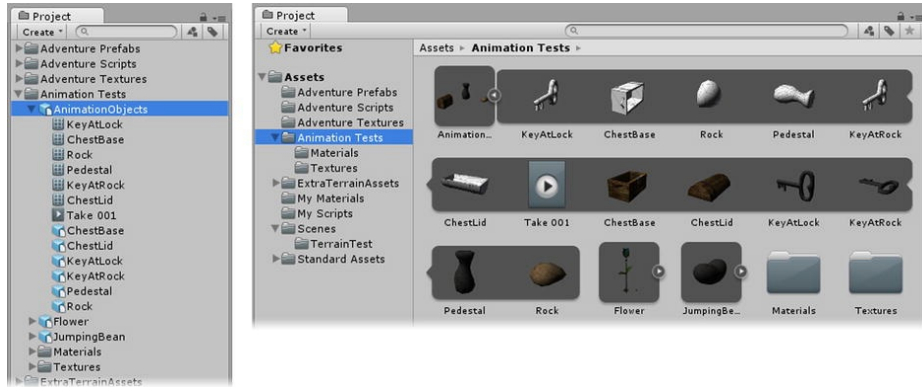 Project
Create
Adventure Prefabs
Adventure Scripts
Adventure Textures
Animation Tests
AnimationObjects
KeyAtLock
ChestBase
Rock
Pedestal
KeyAtRock
ChestLid
Take 001
ChestBase
ChestLid
KeyAtLock
KeyAtRock
Pedestal
Rock
Flower
JumpingBean
Materials
Textures
ExtraTerrainAssets
Project
Create
Favorites
Assets
Adventure Prefabs
Adventure Scripts
Adventure Textures
Animation Tests
Materials
Textures
ExtraTerrainAssets
My Materials
My Scripts
Scenes
TerrainTest
Standard Assets
Assets Animation Tests
Animation... KeyAtLock ChestBase Rock Pedestal KeyAtRock
ChestLid Take 001 ChestBase ChestLid KeyAtLock KeyAtRock
Pedestal Rock Flower JumpingBe... Materials Textures